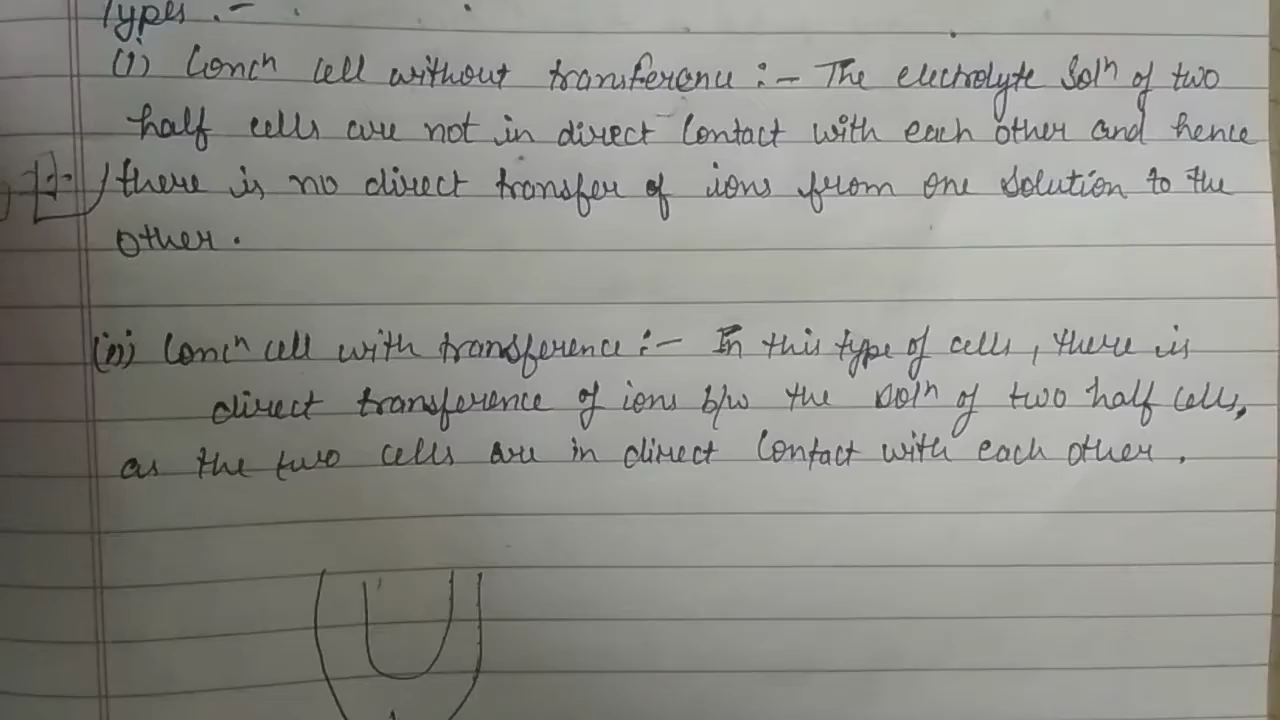 Types :-
(i) Concn cell without transference :- The electrolyte soln of two
half cells are not in direct contact with each other and hence
there is no direct transfer of ions from one solution to the
other.
(ii) Concn cell with transference :- In this type of cells, there is
direct transference of ions b/w the soln of two half cells,
as the two cells are in direct contact with each other.